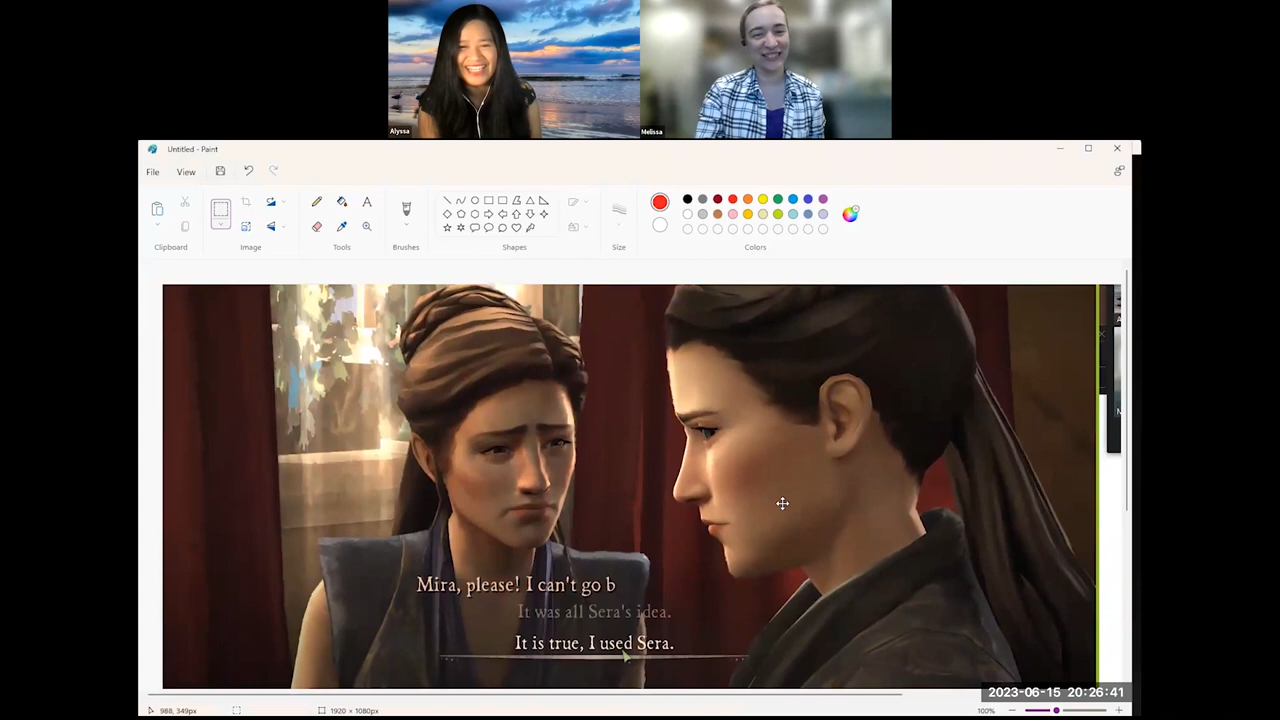 Alyssa
Melissa
Untitled - Paint
File
View
Clipboard
Image
Tools
Brushes
Shapes
Size
Colors
Mira, please! I can't go b
It was all Sera's idea.
It is true, I used Sera.
2023-06-15 20:26:41
988, 349px
1920 × 1080px
100%